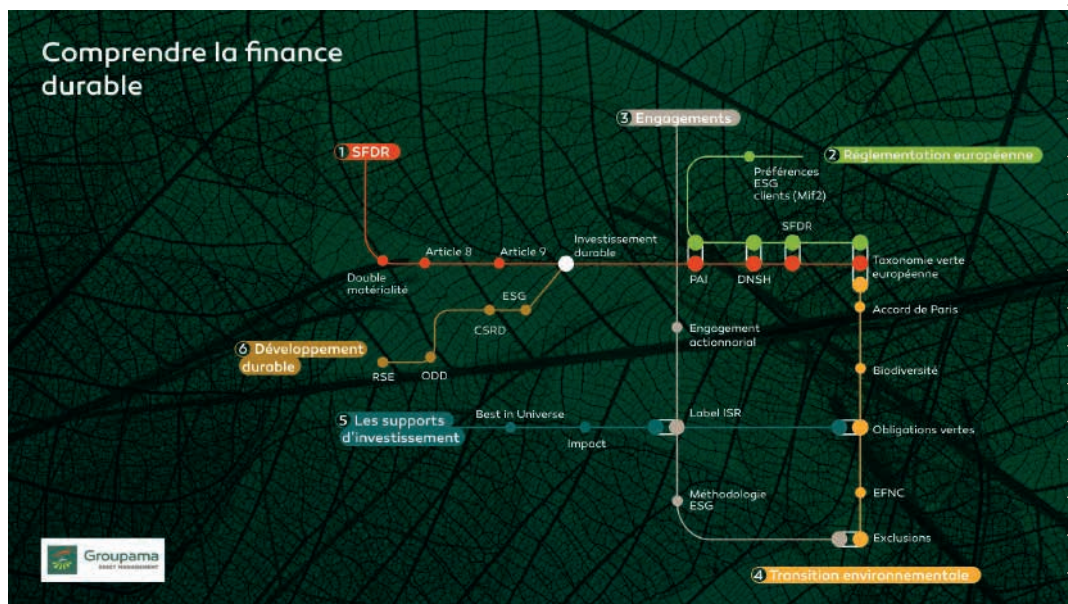 Comprendre la finance
durable
3 Engagements
1 SFDR
2 Réglementation européenne
Préférences
ESG
clients (Mif2)
SFDR
Investissement
durable
Article 8
Article 9
Double
matérialité
PAI
DNSH
Taxonomie verte
européenne
ESG
CSRD
Accord de Paris
Engagement
actionnarial
6 Développement
durable
RSE
ODD
Biodiversité
5 Les supports
d'investissement
Best in Universe
Impact
Label ISR
Obligations vertes
Méthodologie
ESG
EFNC
Exclusions
4 Transition environnementale
Groupama
ASSET MANAGEMENT